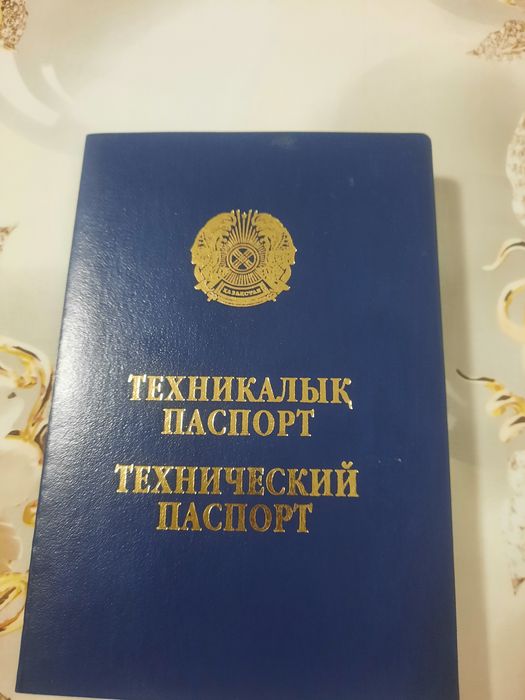 ҚАЗАҚСТАН
ТЕХНИКАЛЫҚ
ПАСПОРТ
ТЕХНИЧЕСКИЙ
ПАСПОРТ